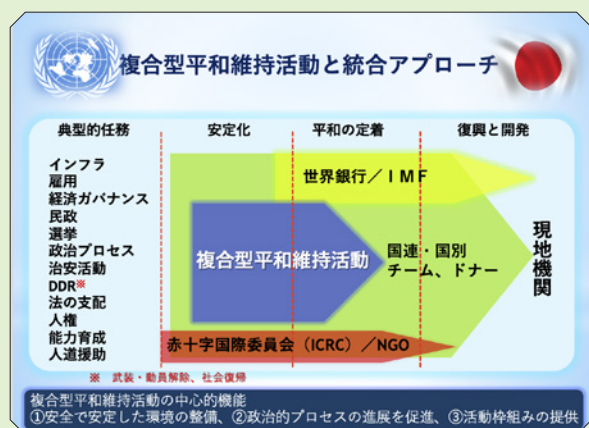 複合型平和維持活動と統合アプローチ
典型的任務
安定化
平和の定着
復興と開発
インフラ
雇用
経済ガバナンス
民政
選挙
政治プロセス
治安活動
DDR※
法の支配
人権
能力育成
人道援助
世界銀行/IMF
複合型平和維持活動
国連・国別
チーム、ドナー
現地機関
赤十字国際委員会（ICRC）/NGO
※ 武装・動員解除、社会復帰
複合型平和維持活動の中心的機能
①安全で安定した環境の整備、②政治的プロセスの進展を促進、③活動枠組みの提供